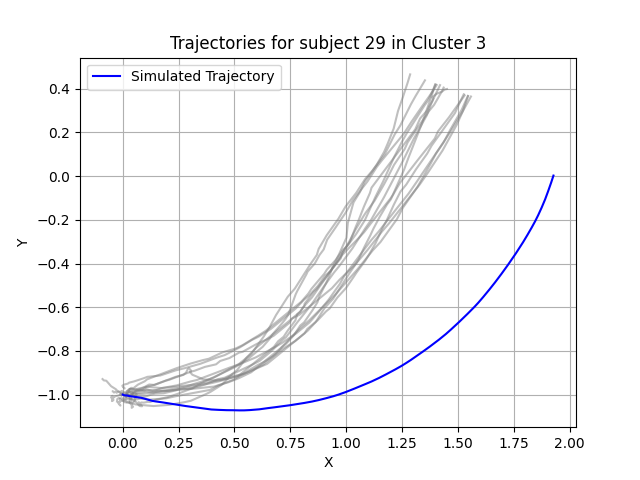 Trajectories for subject 29 in Cluster 3
Simulated Trajectory
0.4
0.2
0.0
−0.2
−0.4
−0.6
−0.8
−1.0
Y
0.00 0.25 0.50 0.75 1.00 1.25 1.50 1.75 2.00
X